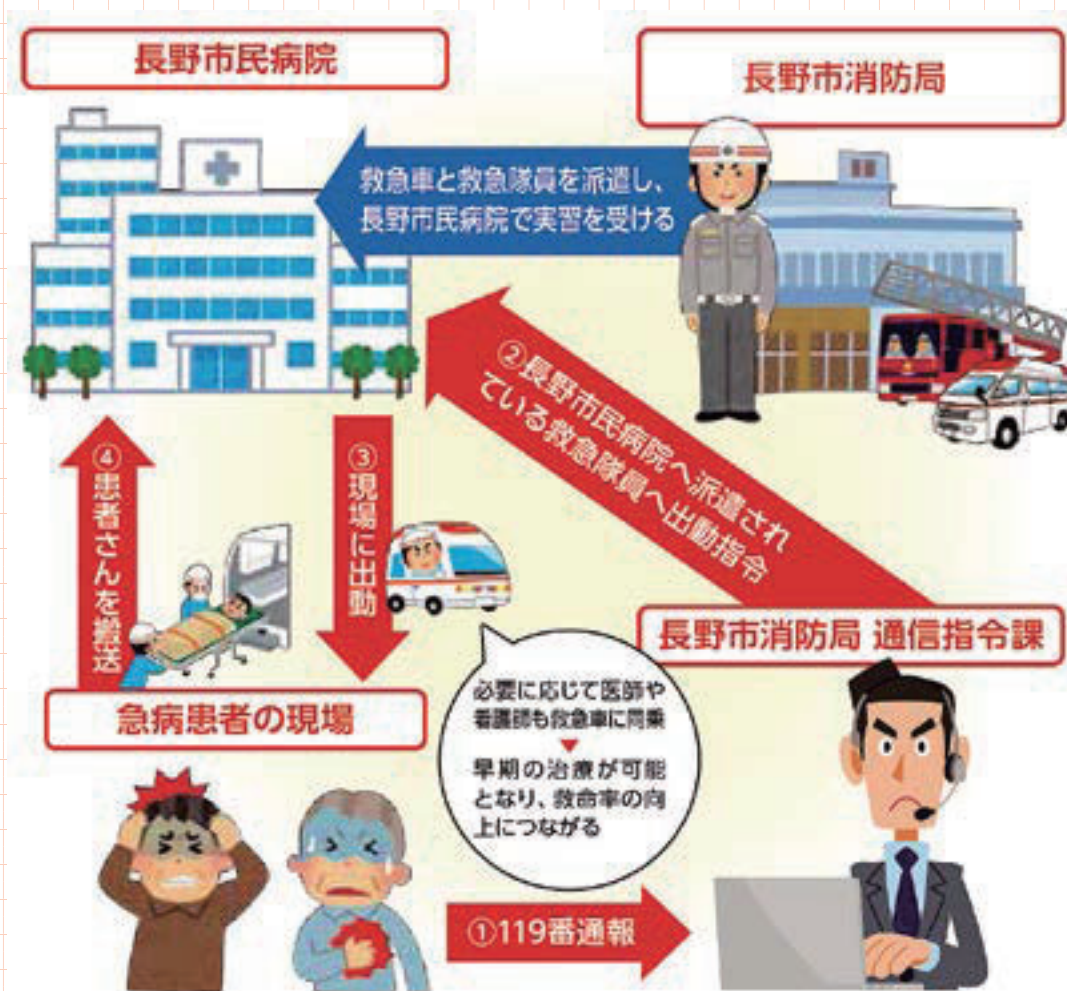 長野市民病院
長野市消防局
救急車と救急隊員を派遣し、
長野市民病院で実習を受ける
②長野市民病院へ派遣され
ている救急隊員へ出動指令
④患者さんを搬送
③現場に出動
長野市消防局 通信指令課
必要に応じて医師や
看護師も救急車に同乗
早期の治療が可能
となり、救命率の向
上につながる
急病患者の現場
①119番通報